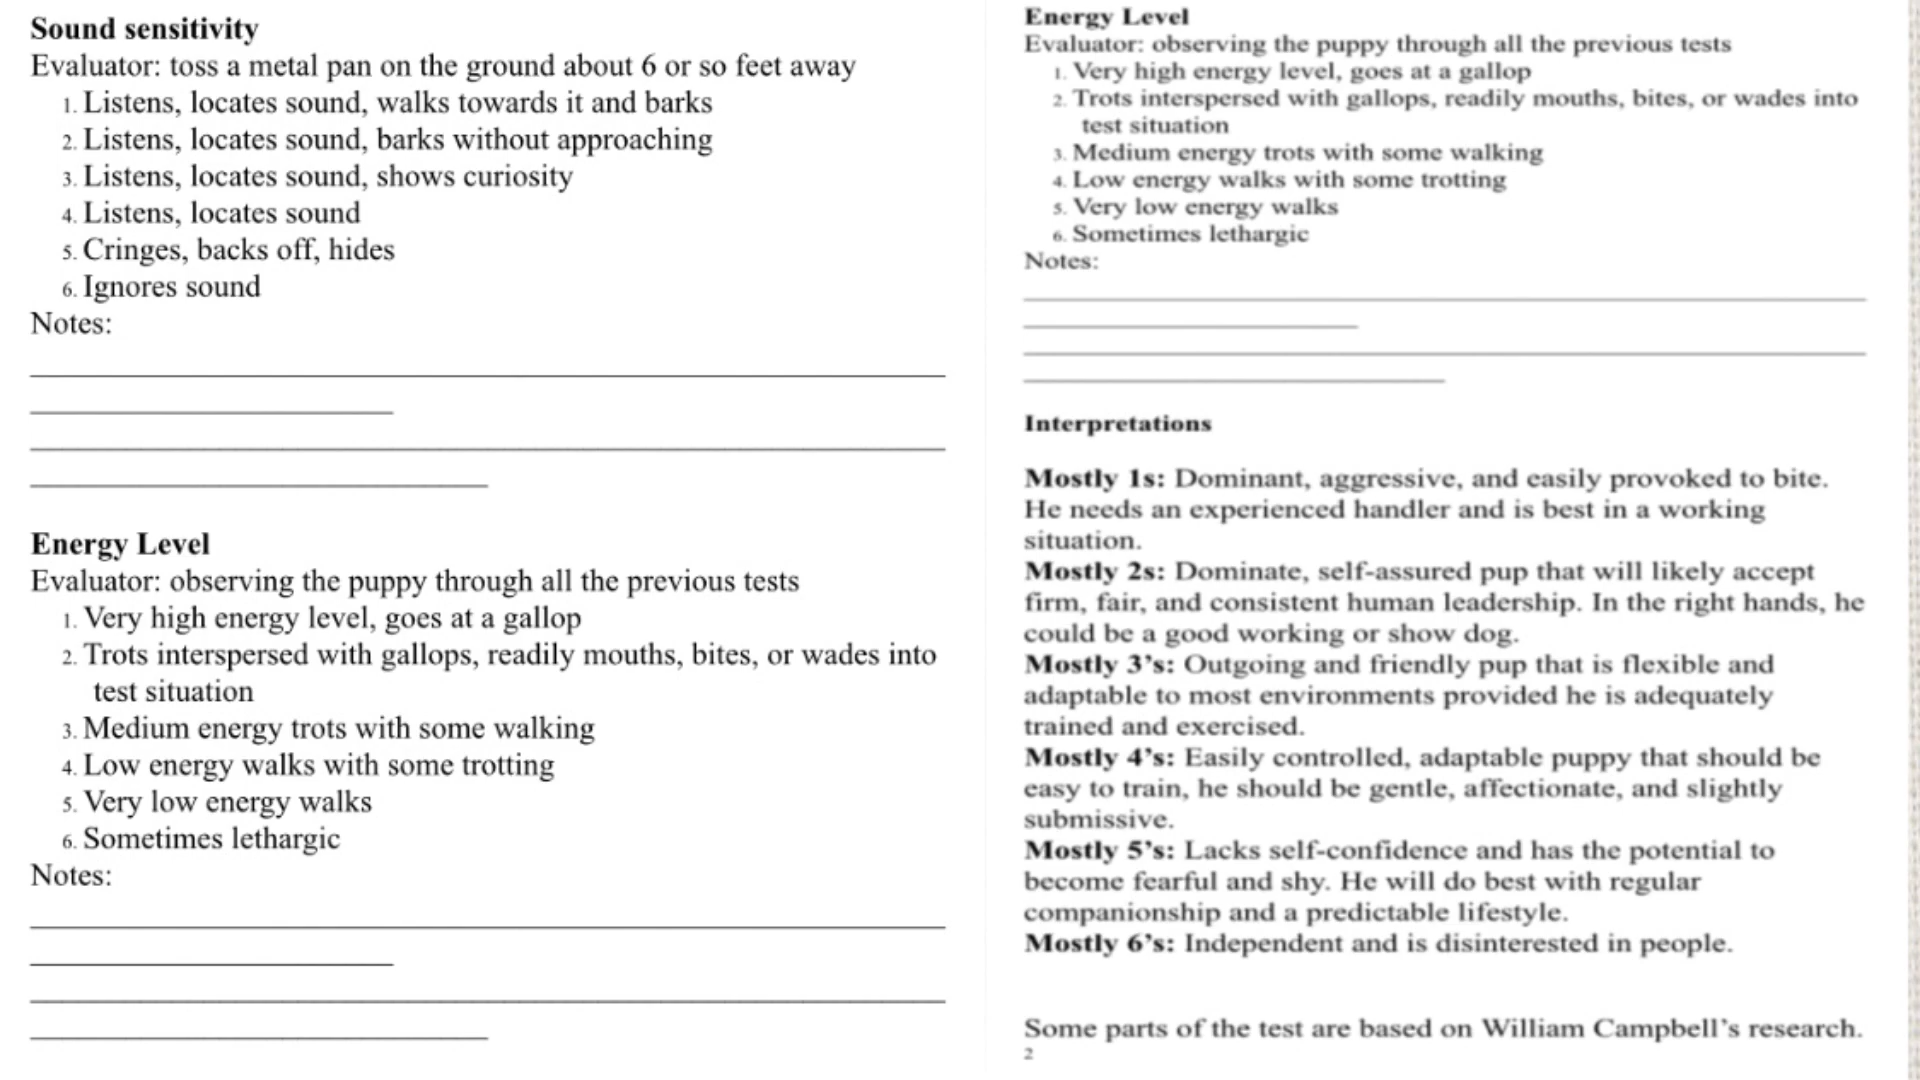 Sound sensitivity
Evaluator: toss a metal pan on the ground about 6 or so feet away
1. Listens, locates sound, walks towards it and barks
2. Listens, locates sound, barks without approaching
3. Listens, locates sound, shows curiosity
4. Listens, locates sound
5. Cringes, backs off, hides
6. Ignores sound
Notes:
Energy Level
Evaluator: observing the puppy through all the previous tests
1. Very high energy level, goes at a gallop
2. Trots interspersed with gallops, readily mouths, bites, or wades into
test situation
3. Medium energy trots with some walking
4. Low energy walks with some trotting
5. Very low energy walks
6. Sometimes lethargic
Notes:
Energy Level
Evaluator: observing the puppy through all the previous tests
1. Very high energy level, goes at a gallop
2. Trots interspersed with gallops, readily mouths, bites, or wades into
test situation
3. Medium energy trots with some walking
4. Low energy walks with some trotting
5. Very low energy walks
6. Sometimes lethargic
Notes:
Interpretations
Mostly 1s: Dominant, aggressive, and easily provoked to bite.
He needs an experienced handler and is best in a working
situation.
Mostly 2s: Dominate, self-assured pup that will likely accept
firm, fair, and consistent human leadership. In the right hands, he
could be a good working or show dog.
Mostly 3's: Outgoing and friendly pup that is flexible and
adaptable to most environments provided he is adequately
trained and exercised.
Mostly 4's: Easily controlled, adaptable puppy that should be
easy to train, he should be gentle, affectionate, and slightly
submissive.
Mostly 5's: Lacks self-confidence and has the potential to
become fearful and shy. He will do best with regular
companionship and a predictable lifestyle.
Mostly 6's: Independent and is disinterested in people.
Some parts of the test are based on William Campbell's research.
2